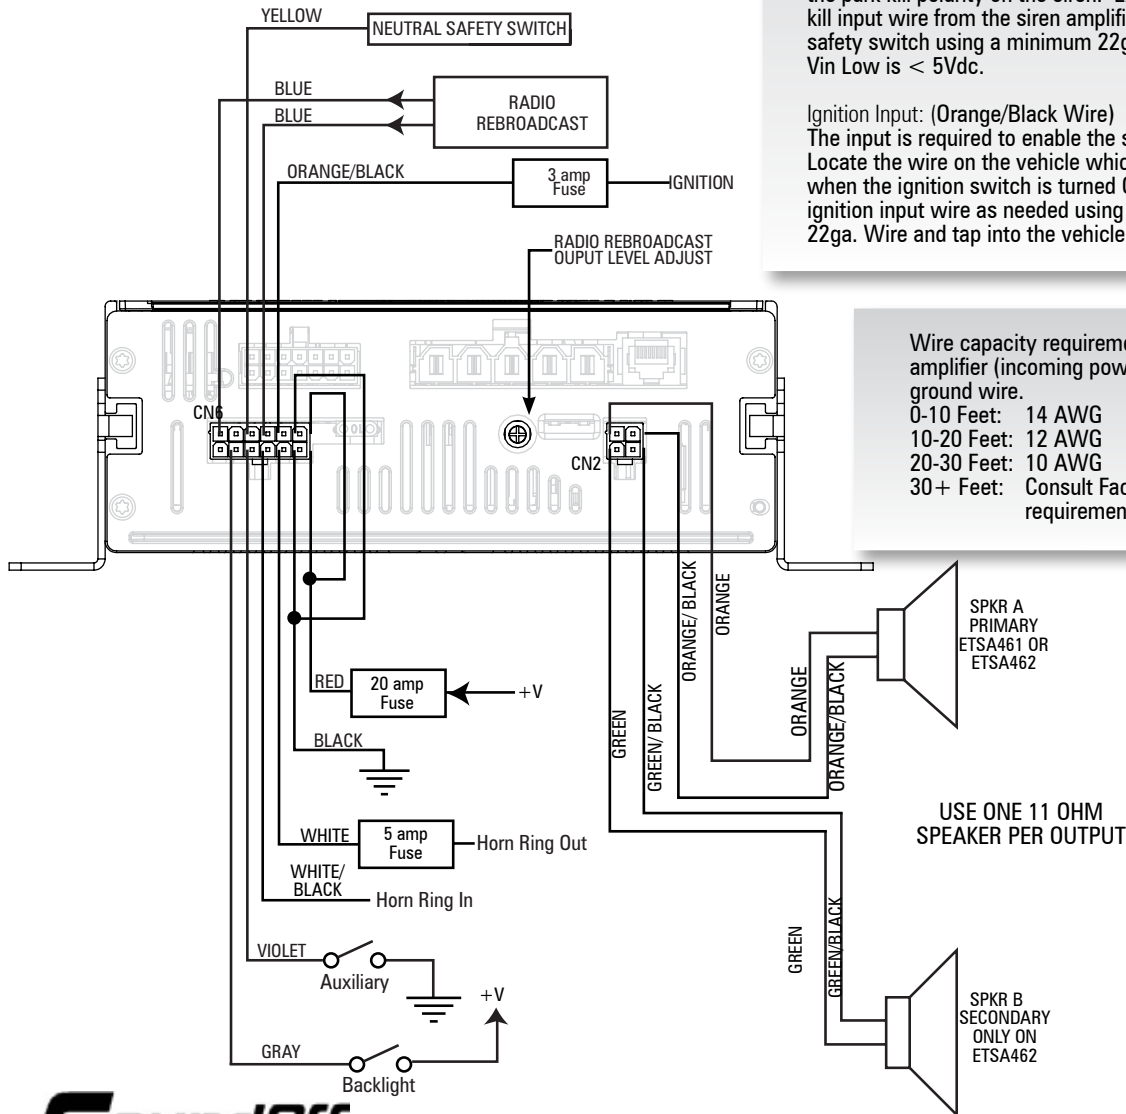 YELLOW
NEUTRAL SAFETY SWITCH
BLUE
BLUE
RADIO
REBROADCAST
ORANGE/BLACK
3 amp
Fuse
IGNITION
RADIO REBROADCAST
OUPUT LEVEL ADJUST
the park kill polarity on the siren.
kill input wire from the siren amplifi
safety switch using a minimum 22g
Vin Low is < 5Vdc.
Ignition Input: (Orange/Black Wire)
The input is required to enable the s
Locate the wire on the vehicle whic
when the ignition switch is turned
ignition input wire as needed using
22ga. Wire and tap into the vehicle
Wire capacity requireme
amplifier (incoming pow
ground wire.
0-10 Feet: 14 AWG
10-20 Feet: 12 AWG
20-30 Feet: 10 AWG
30+ Feet: Consult Fac
requiremen
CN6
CN2
RED
20 amp
Fuse
+V
BLACK
WHITE
5 amp
Fuse
Horn Ring Out
WHITE/
BLACK
Horn Ring In
VIOLET
Auxiliary
+V
GRAY
Backlight
GREEN
GREEN/ BLACK
ORANGE/ BLACK
ORANGE
ORANGE
ORANGE/BLACK
SPKR A
PRIMARY
ETSA461 OR
ETSA462
USE ONE 11 OHM
SPEAKER PER OUTPUT
GREEN
GREEN/BLACK
SPKR B
SECONDARY
ONLY ON
ETSA462
SoundOff